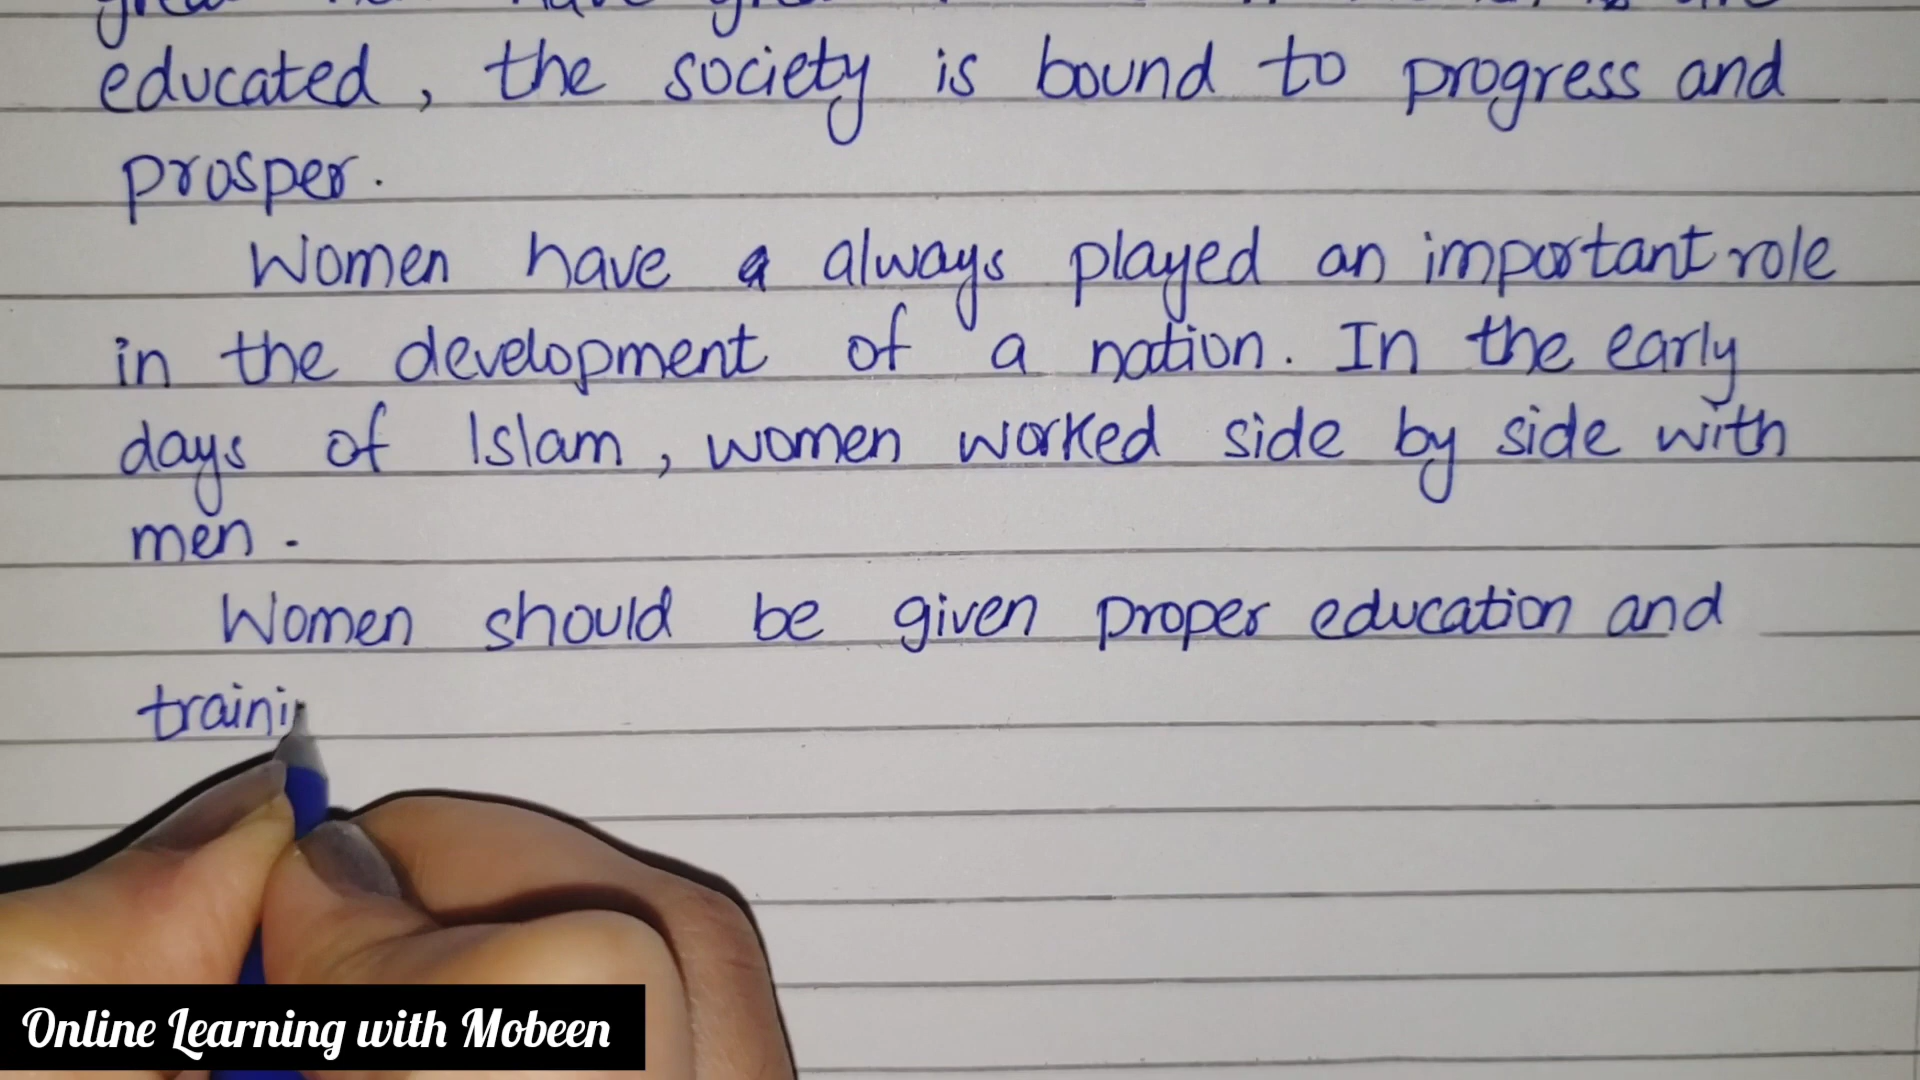 great have
educated, the society is bound to progress and
prosper.
Women have a always played an important role
in the development of a nation. In the early
days of Islam, women worked side by side with
men.
Women should be given proper education and
traini
Online Learning with Mobeen